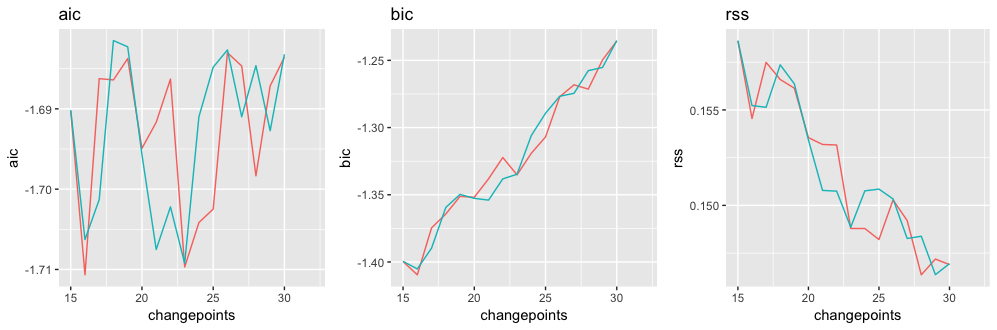 aic
aic
-1.69
-1.70
-1.71
15 20 25 30
changepoints
bic
bic
-1.25
-1.30
-1.35
-1.40
15 20 25 30
changepoints
rss
rss
0.155
0.150
15 20 25 30
changepoints